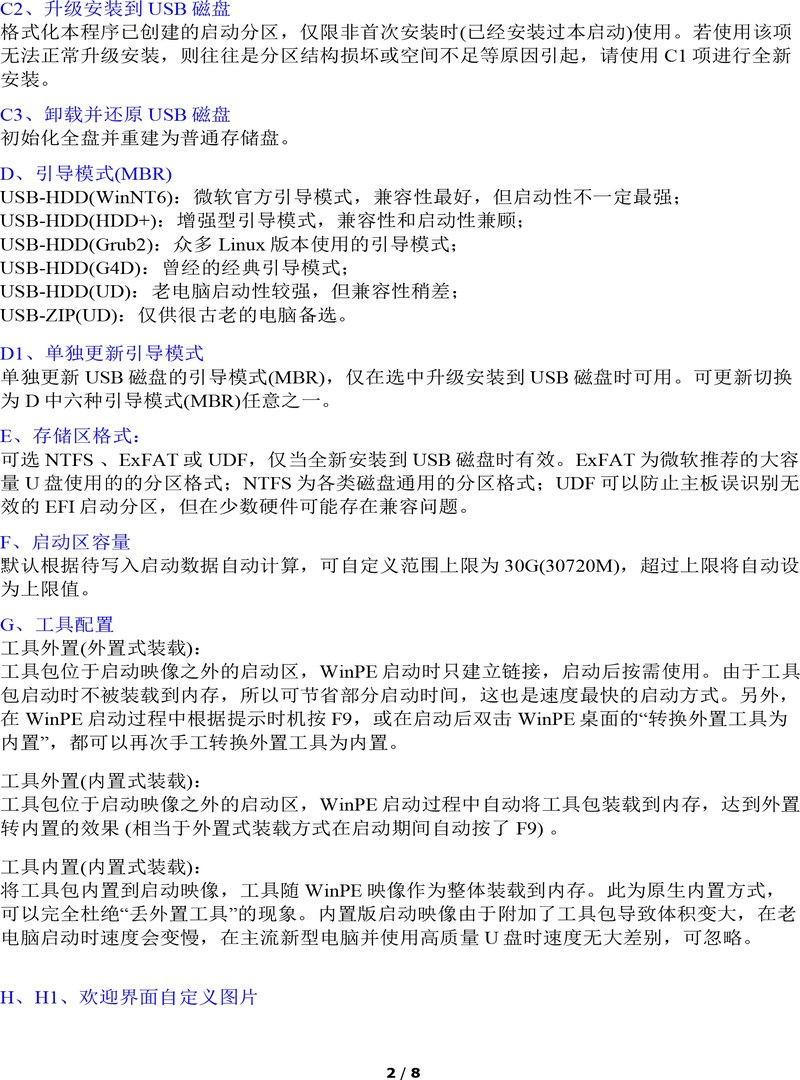 C2、升级安装到 USB 磁盘
格式化本程序已创建的启动分区，仅限非首次安装时(已经安装过本启动)使用。若使用该项
无法正常升级安装，则往往是分区结构损坏或空间不足等原因引起，请使用 C1 项进行全新
安装。
C3、卸载并还原 USB 磁盘
初始化全盘并重建为普通存储盘。
D、引导模式(MBR)
USB-HDD(WinNT6)：微软官方引导模式，兼容性最好，但启动性不一定最强；
USB-HDD(HDD+)：增强型引导模式，兼容性和启动性兼顾；
USB-HDD(Grub2)：众多 Linux 版本使用的引导模式；
USB-HDD(G4D)：曾经的经典引导模式；
USB-HDD(UD)：老电脑启动性较强，但兼容性稍差；
USB-ZIP(UD)：仅供很古老的电脑备选。
D1、单独更新引导模式
单独更新 USB 磁盘的引导模式(MBR)，仅在选中升级安装到 USB 磁盘时可用。可更新切换
为 D 中六种引导模式(MBR)任意之一。
E、存储区格式：
可选 NTFS 、ExFAT 或 UDF，仅当全新安装到 USB 磁盘时有效。ExFAT 为微软推荐的大容
量 U 盘使用的的分区格式；NTFS 为各类磁盘通用的分区格式；UDF 可以防止主板误识别无
效的 EFI 启动分区，但在少数硬件可能存在兼容问题。
F、启动区容量
默认根据待写入启动数据自动计算，可自定义范围上限为 30G(30720M)，超过上限将自动设
为上限值。
G、工具配置
工具外置(外置式装载)：
工具包位于启动映像之外的启动区，WinPE 启动时只建立链接，启动后按需使用。由于工具
包启动时不被装载到内存，所以可节省部分启动时间，这也是速度最快的启动方式。另外，
在 WinPE 启动过程中根据提示时机按 F9，或在启动后双击 WinPE 桌面的“转换外置工具为
内置”，都可以再次手工转换外置工具为内置。
工具外置(内置式装载)：
工具包位于启动映像之外的启动区，WinPE 启动过程中自动将工具包装载到内存，达到外置
转内置的效果 (相当于外置式装载方式在启动期间自动按了 F9) 。
工具内置(内置式装载)：
将工具包内置到启动映像，工具随 WinPE 映像作为整体装载到内存。此为原生内置方式，
可以完全杜绝“丢外置工具”的现象。内置版启动映像由于附加了工具包导致体积变大，在老
电脑启动时速度会变慢，在主流新型电脑并使用高质量 U 盘时速度无大差别，可忽略。
H、H1、欢迎界面自定义图片
2 / 8